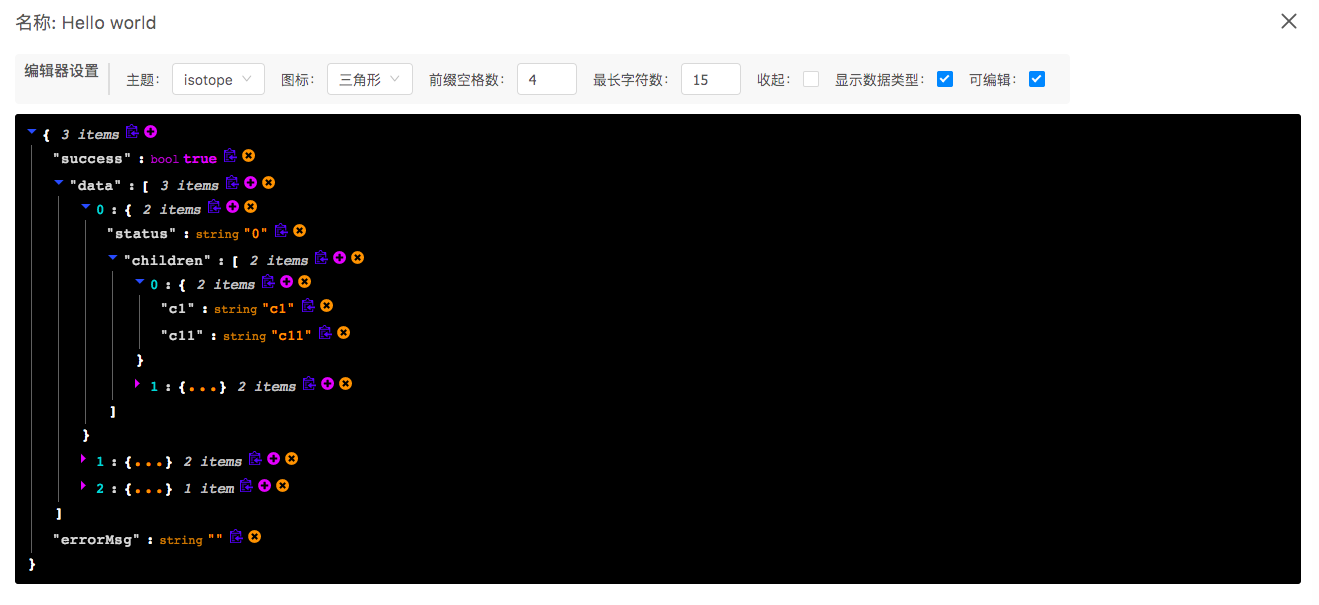 名称: Hello world
编辑器设置 主题: isotope 图标: 三角形 前缀空格数: 4 最长字符数: 15 收起: 显示数据类型: 可编辑:
{ 3 items
"success" : bool true
"data" : [ 3 items
0 : { 2 items
"status" : string "0"
"children" : [ 2 items
0 : { 2 items
"c1" : string "c1"
"c11" : string "c11"
}
1 : {...} 2 items
]
}
1 : {...} 2 items
2 : {...} 1 item
]
"errorMsg" : string ""
}